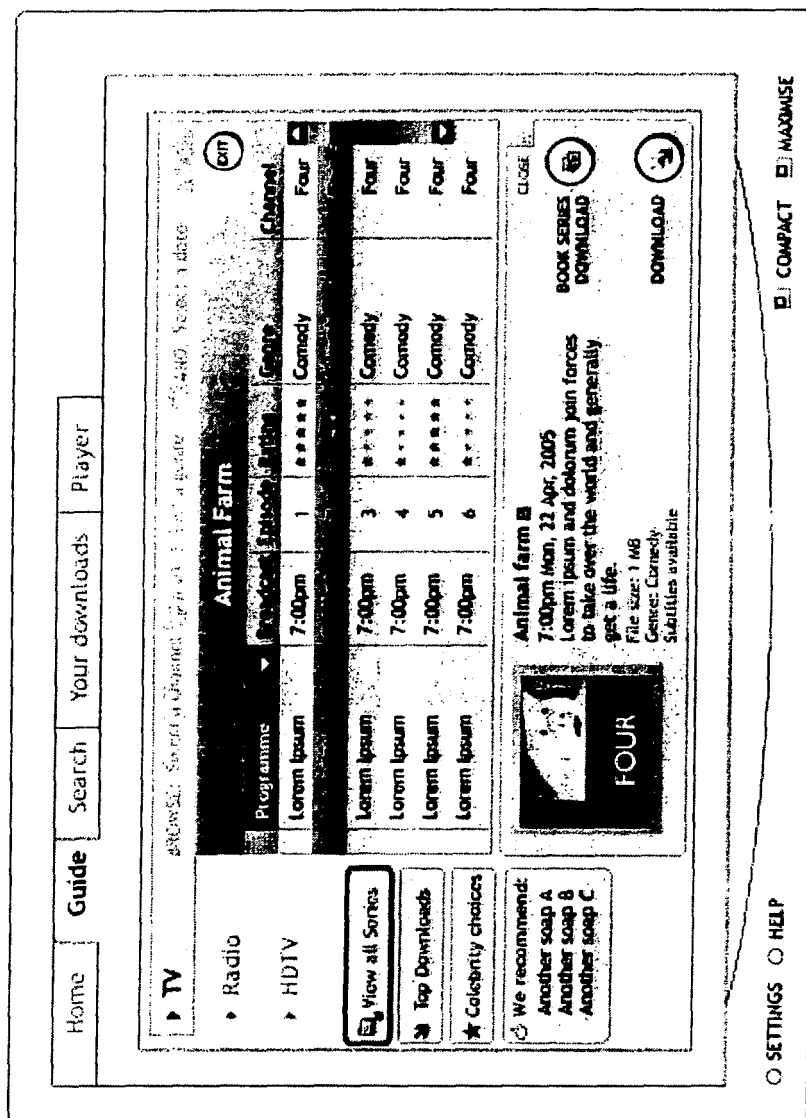 Home Guide Search Your downloads Player
TV
Radio
HDTV
View all Series
Top Downloads
Celebrity choices
We recommend:
Another soap A
Another soap B
Another soap C
Animal Farm
EXIT
Programme Broadcast Episode Rating Genre Channel
Lorem Ipsum 7:00pm 1 ★★★★★ Comedy Four
Lorem Ipsum 7:00pm 3 ★★★★★ Comedy Four
Lorem Ipsum 7:00pm 4 ★★★★★ Comedy Four
Lorem Ipsum 7:00pm 5 ★★★★★ Comedy Four
Lorem Ipsum 7:00pm 6 ★★★★★ Comedy Four
CLOSE
FOUR
Animal farm
7:00pm Mon, 22 Apr, 2005
Lorem ipsum and dolorum join forces
to take over the world and generally
get a life.
File size: 1 MB
Genre: Comedy
Subtitles available
BOOK SERIES
DOWNLOAD
DOWNLOAD
SETTINGS HELP
COMPACT MAXIMISE